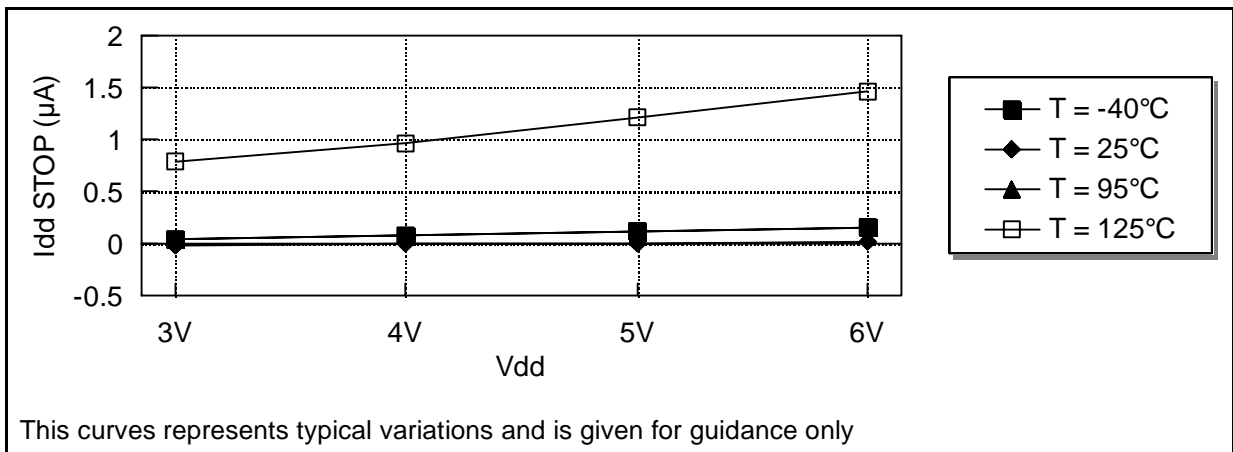 2
1.5
1
0.5
0
-0.5
Idd STOP (µA)
3V
4V
5V
6V
Vdd
T = -40°C
T = 25°C
T = 95°C
T = 125°C
This curves represents typical variations and is given for guidance only